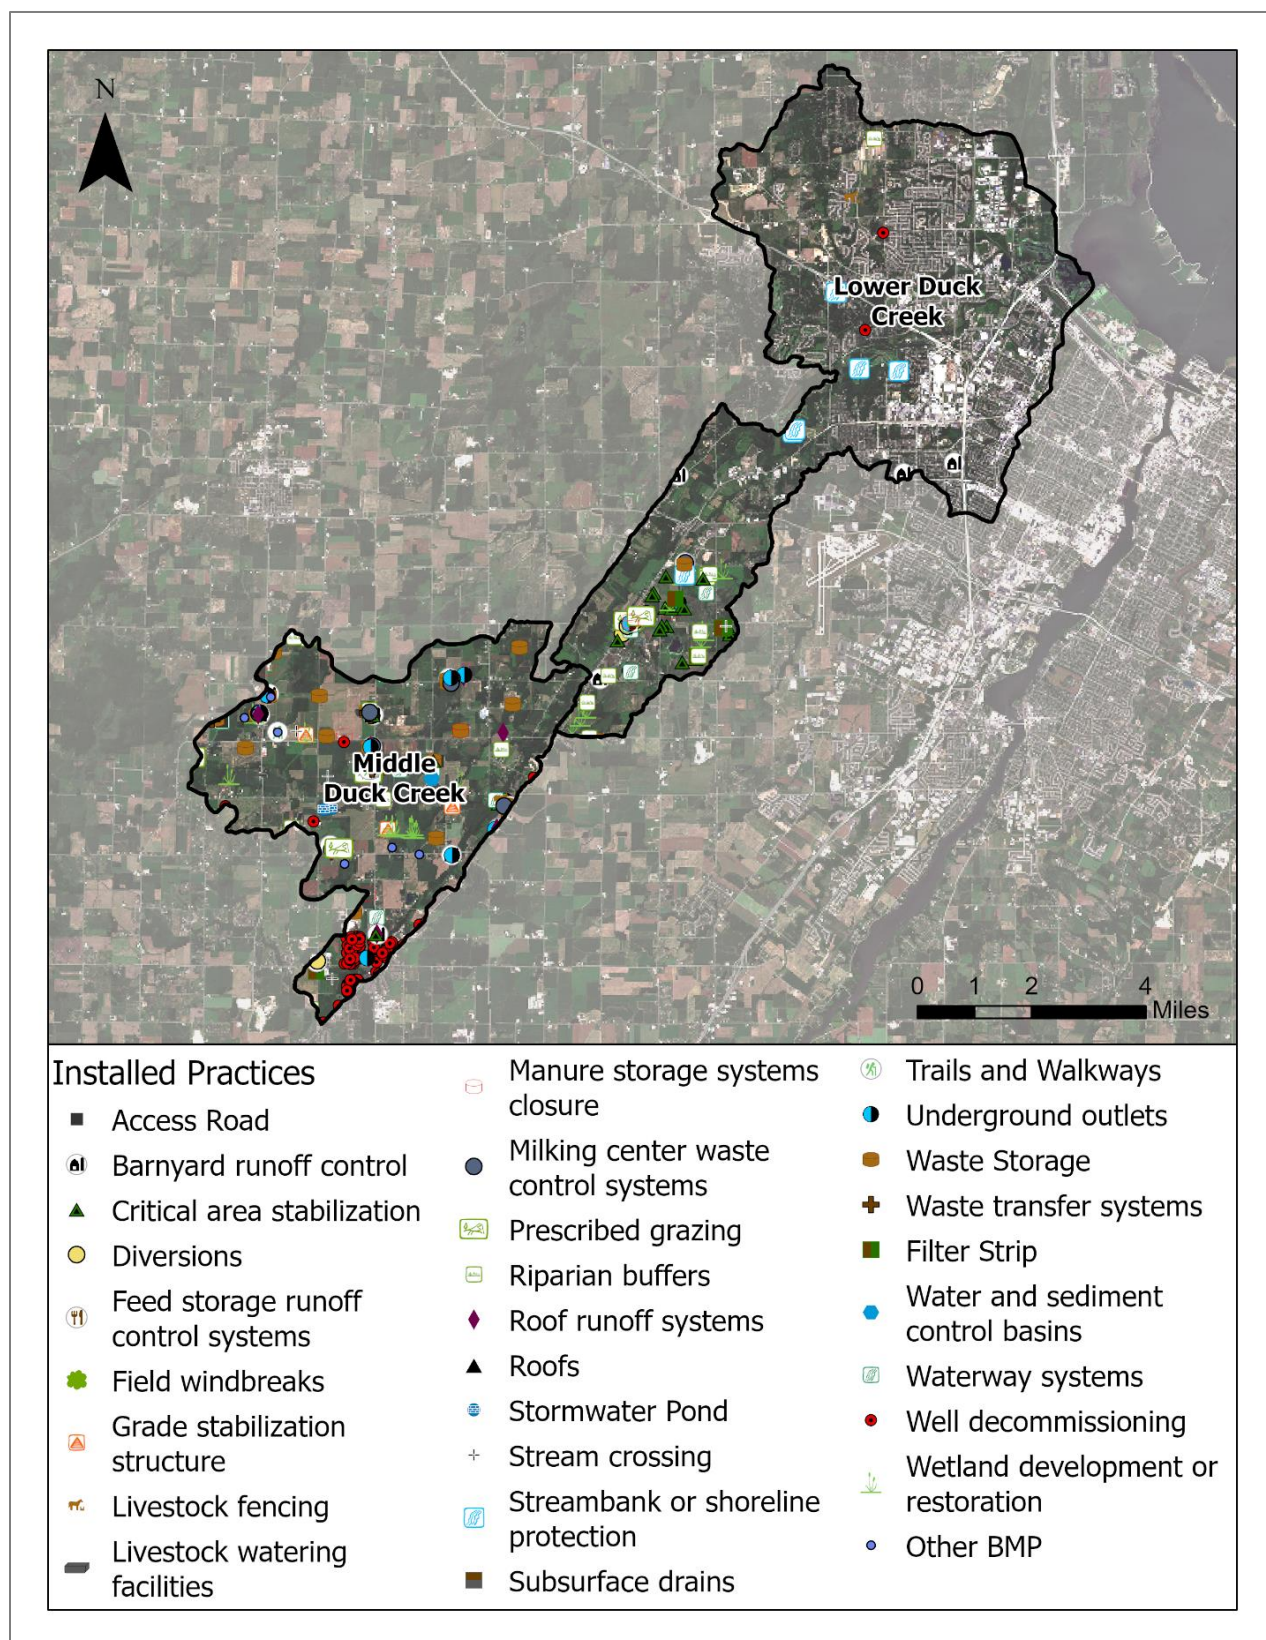 N
Lower Duck
Creek
Middle
Duck Creek
0 1 2 4
Miles
Installed Practices
Access Road
Barnyard runoff control
Critical area stabilization
Diversions
Feed storage runoff
control systems
Field windbreaks
Grade stabilization
structure
Livestock fencing
Livestock watering
facilities
Manure storage systems
closure
Milking center waste
control systems
Prescribed grazing
Riparian buffers
Roof runoff systems
Roofs
Stormwater Pond
Stream crossing
Streambank or shoreline
protection
Subsurface drains
Trails and Walkways
Underground outlets
Waste Storage
Waste transfer systems
Filter Strip
Water and sediment
control basins
Waterway systems
Well decommissioning
Wetland development or
restoration
Other BMP